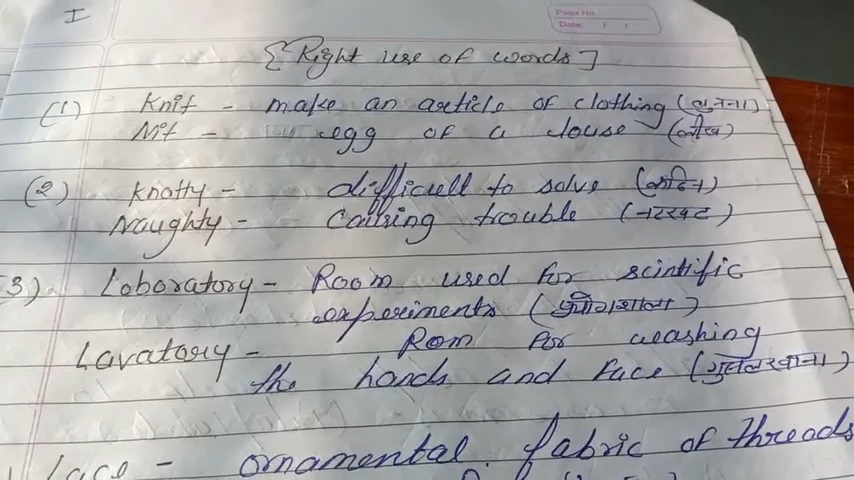 I
Page No.
Date: / /
{Right use of words]
(1) Knit - make an article of clothing (बुनना)
Nit - egg of a louse (लीख)
(2) Knotty - difficult to solve (कठिन)
Naughty - Causing trouble (नटखट)
(3) Loboratory - Room used for scintific
experiments (प्रयोगशाला)
Lavatory - Rom for washing
the hands and face (गुसलखाना)
Lace - ornamental fabric of threads